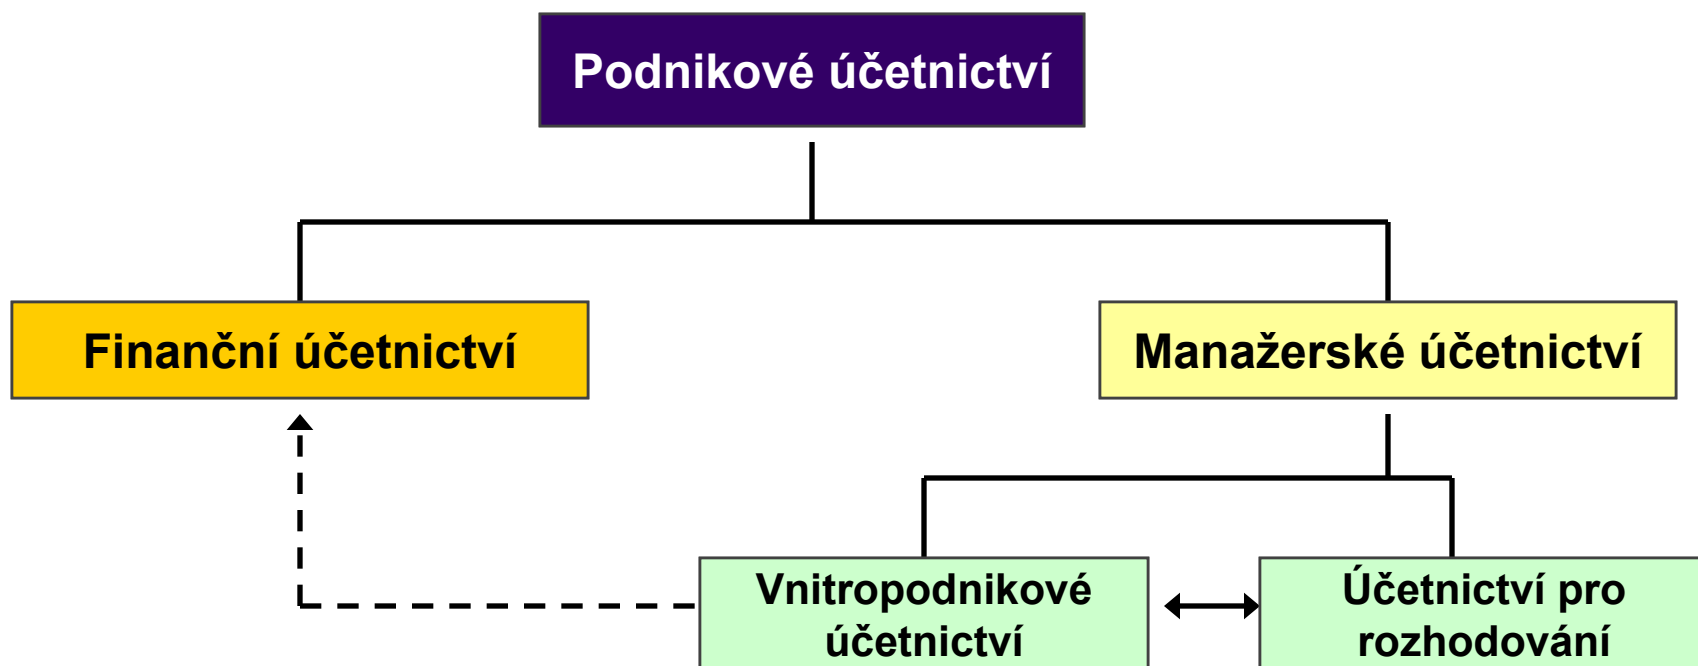 Podnikové účetnictví
Finanční účetnictví
Manažerské účetnictví
Vnitropodnikové
účetnictví
Účetnictví pro
rozhodování